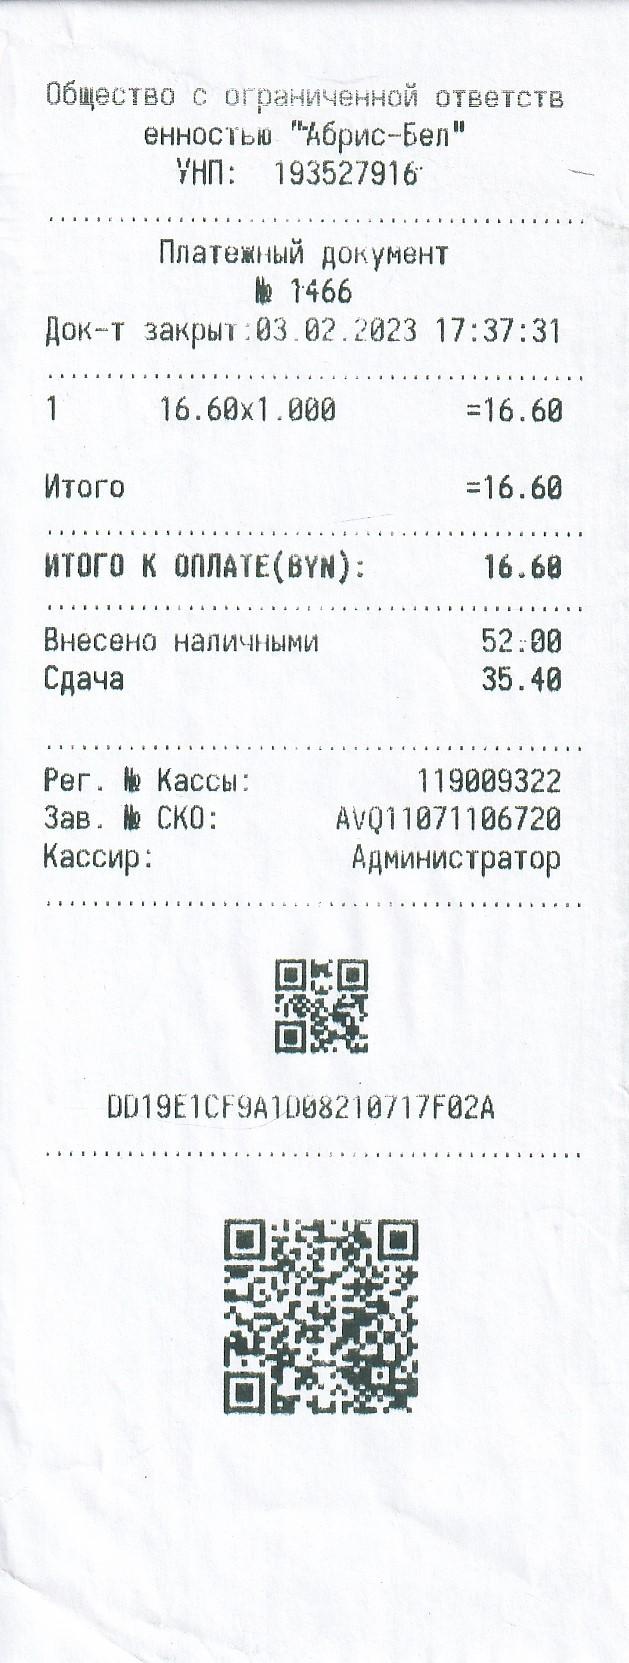 Общество с ограниченной ответств
енностью "Абрис-Бел"
УНП: 193527916
Платежный документ
№ 1466
Док-т закрыт:03.02.2023 17:37:31
1 16.60x1.000 =16.60
Итого =16.60
ИТОГО К ОПЛАТЕ(BYN): 16.60
Внесено наличными 52.00
Сдача 35.40
Рег. № Кассы: 119009322
Зав. № СКО: AVQ11071106720
Кассир: Администратор
DD19E1CF9A1D08210717F02A